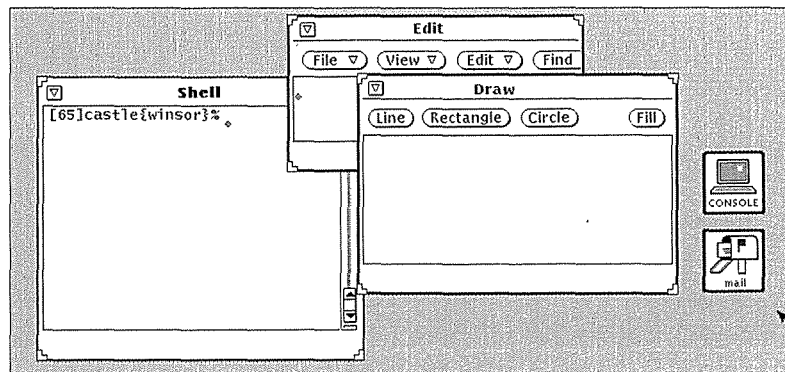 Edit
File View Edit Find
Shell
[65]castle{winsor}%
Draw
Line Rectangle Circle Fill
CONSOLE
mail